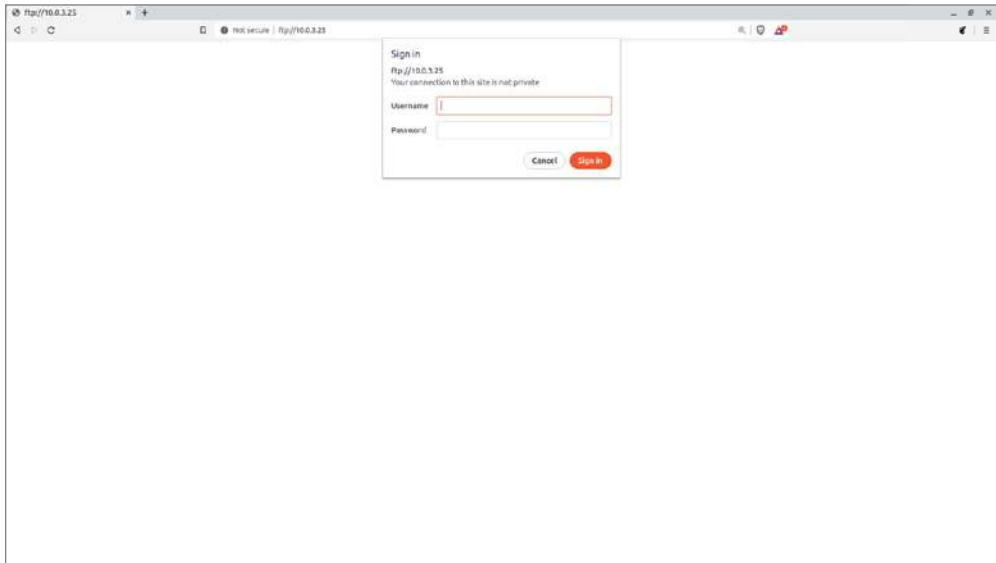 ftp://10.0.3.25
Not secure | ftp://10.0.3.25
Sign in
ftp://10.0.3.25
Your connection to this site is not private
Username
Password
Cancel
Sign in